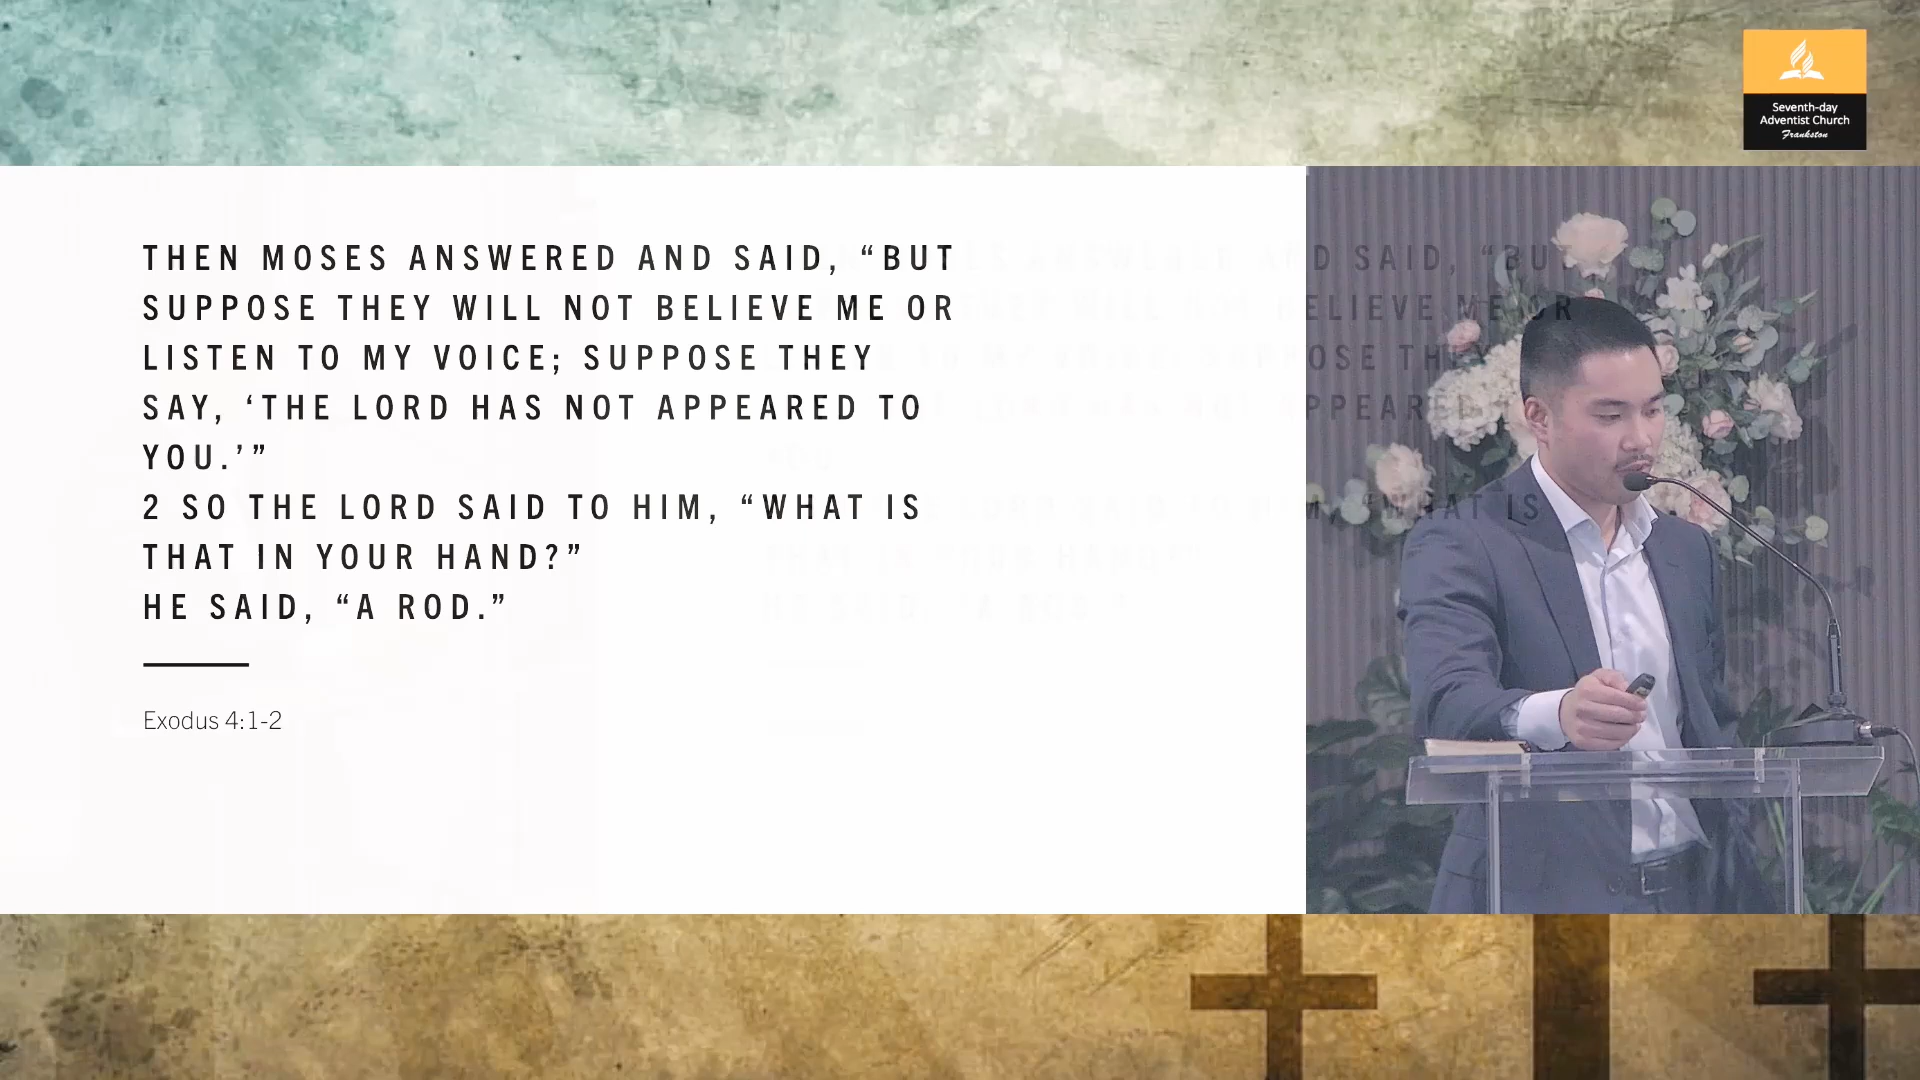 Seventh-day
Adventist Church
Frankston
THEN MOSES ANSWERED AND SAID, “BUT
SUPPOSE THEY WILL NOT BELIEVE ME OR
LISTEN TO MY VOICE; SUPPOSE THEY
SAY, ‘THE LORD HAS NOT APPEARED TO
YOU.’”
2 SO THE LORD SAID TO HIM, “WHAT IS
THAT IN YOUR HAND?”
HE SAID, “A ROD.”
Exodus 4:1-2